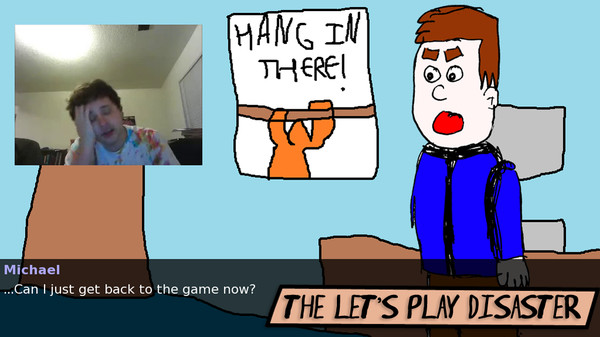 HANG IN
THERE!
Michael
...Can I just get back to the game now?
THE LET'S PLAY DISASTER